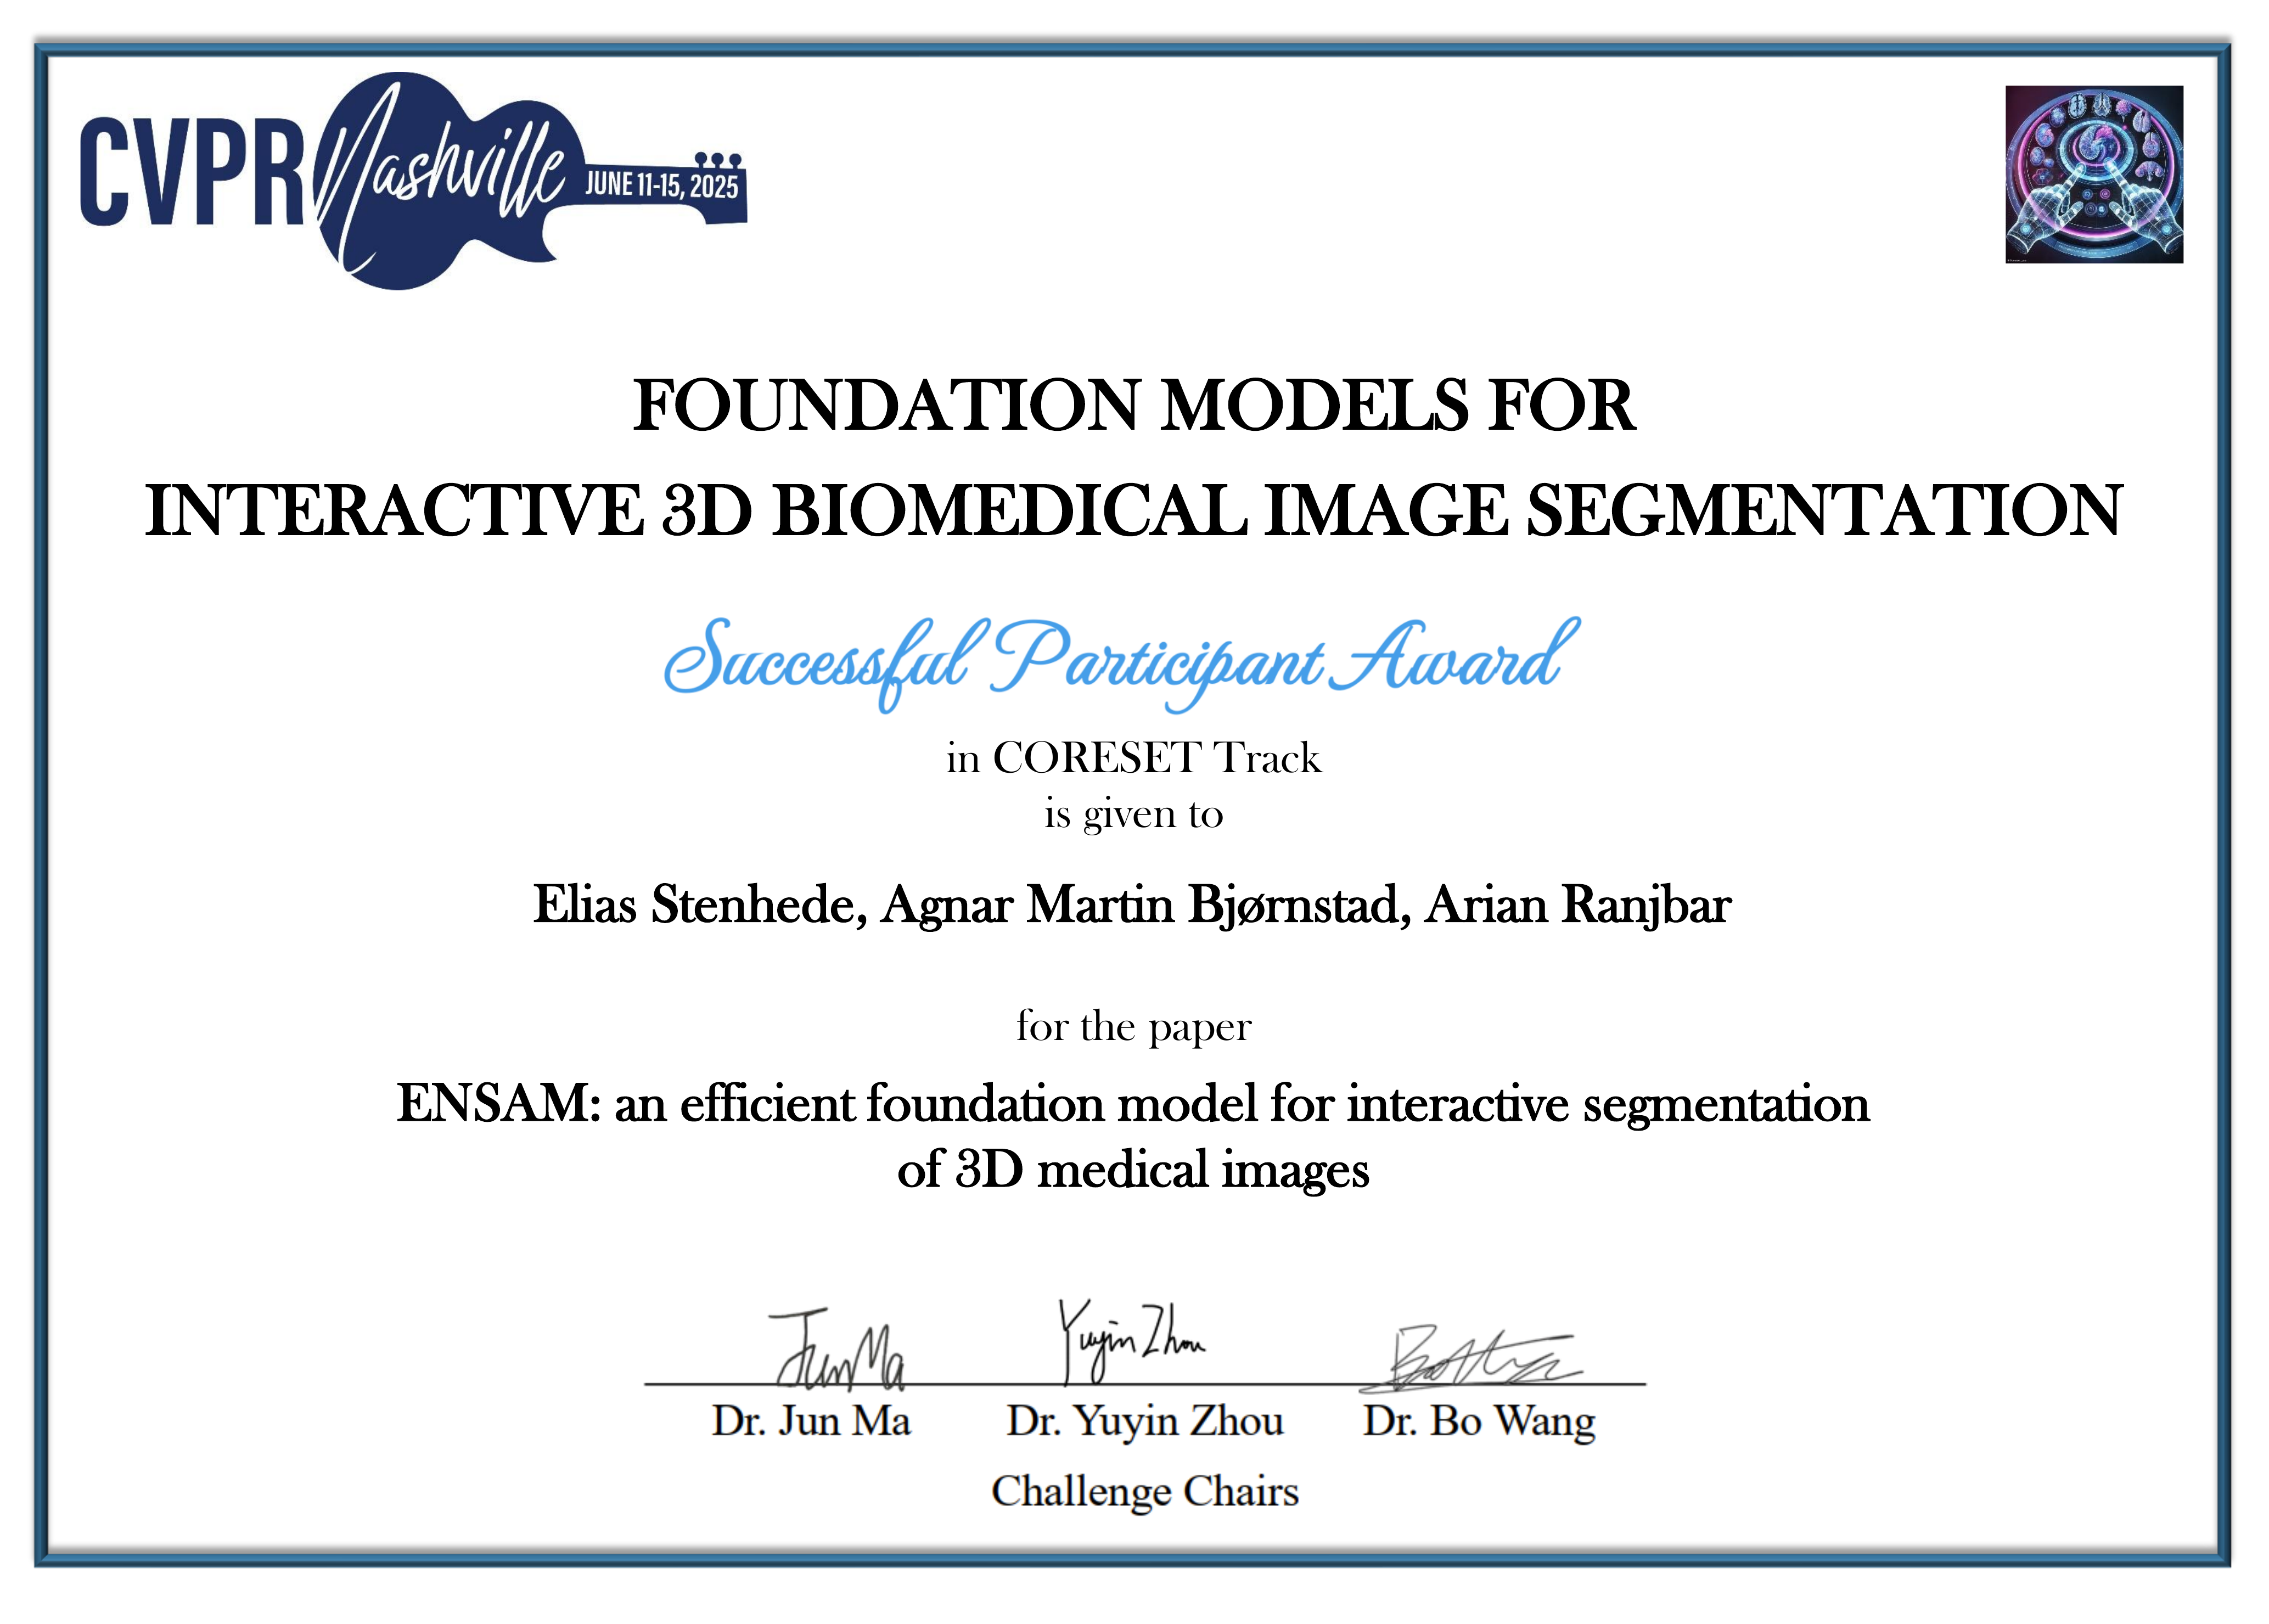 CVPR Nashville JUNE 11-15, 2025
FOUNDATION MODELS FOR
INTERACTIVE 3D BIOMEDICAL IMAGE SEGMENTATION
Successful Participant Award
in CORESET Track
is given to
Elias Stenhede, Agnar Martin Bjørnstad, Arian Ranjbar
for the paper
ENSAM: an efficient foundation model for interactive segmentation
of 3D medical images
Jun Ma Yuyin Zhou Bo Wang
Dr. Jun Ma Dr. Yuyin Zhou Dr. Bo Wang
Challenge Chairs